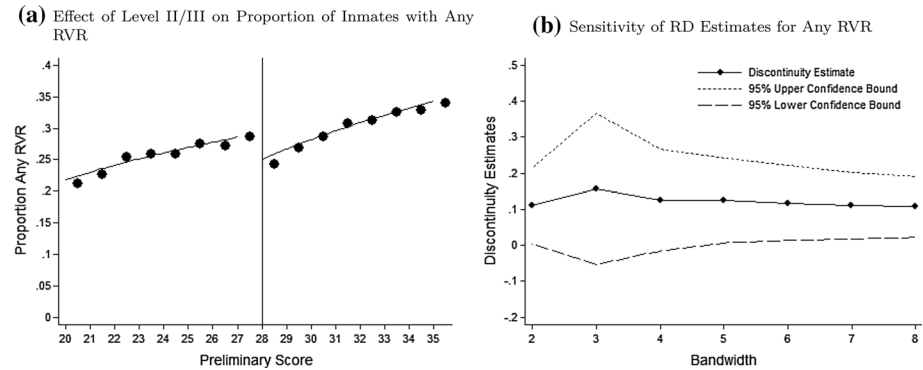 (a) Effect of Level II/III on Proportion of Inmates with Any
RVR
.4
.35
.3
.25
.2
.15
.1
.05
0
Proportion Any RVR
20 21 22 23 24 25 26 27 28 29 30 31 32 33 34 35
Preliminary Score
(b) Sensitivity of RD Estimates for Any RVR
Discontinuity Estimate
95% Upper Confidence Bound
95% Lower Confidence Bound
.5
.4
.3
.2
.1
0
-.1
-.2
Discontinuity Estimates
2 3 4 5 6 7 8
Bandwidth